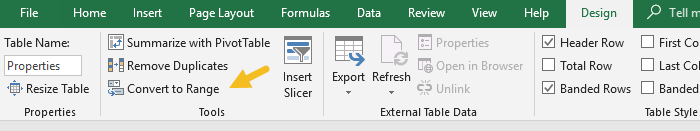 File Home Insert Page Layout Formulas Data Review View Help Design Tell m
Table Name:
Properties
Resize Table
Properties
Summarize with PivotTable
Remove Duplicates
Convert to Range
Tools
Insert
Slicer
Export
Refresh
Properties
Open in Browser
Unlink
External Table Data
Header Row
Total Row
Banded Rows
First Co
Last Col
Banded
Table Style